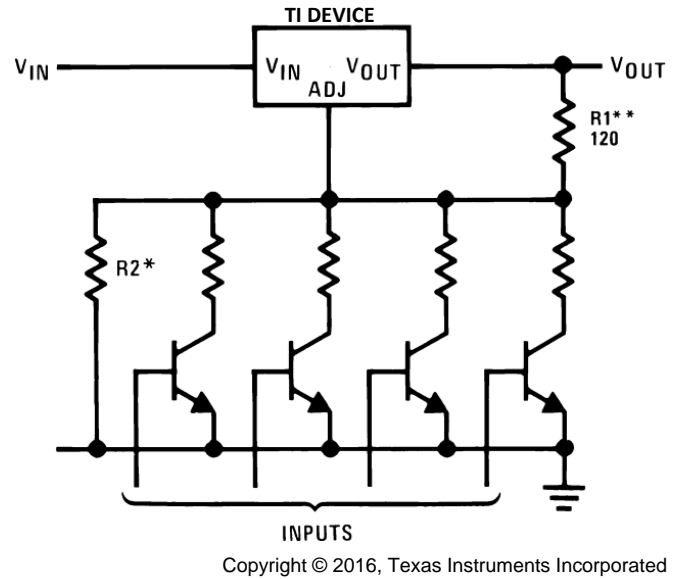 TI DEVICE
VIN
VIN VOUT
ADJ
VOUT
R1**
120
R2*
INPUTS
Copyright © 2016, Texas Instruments Incorporated